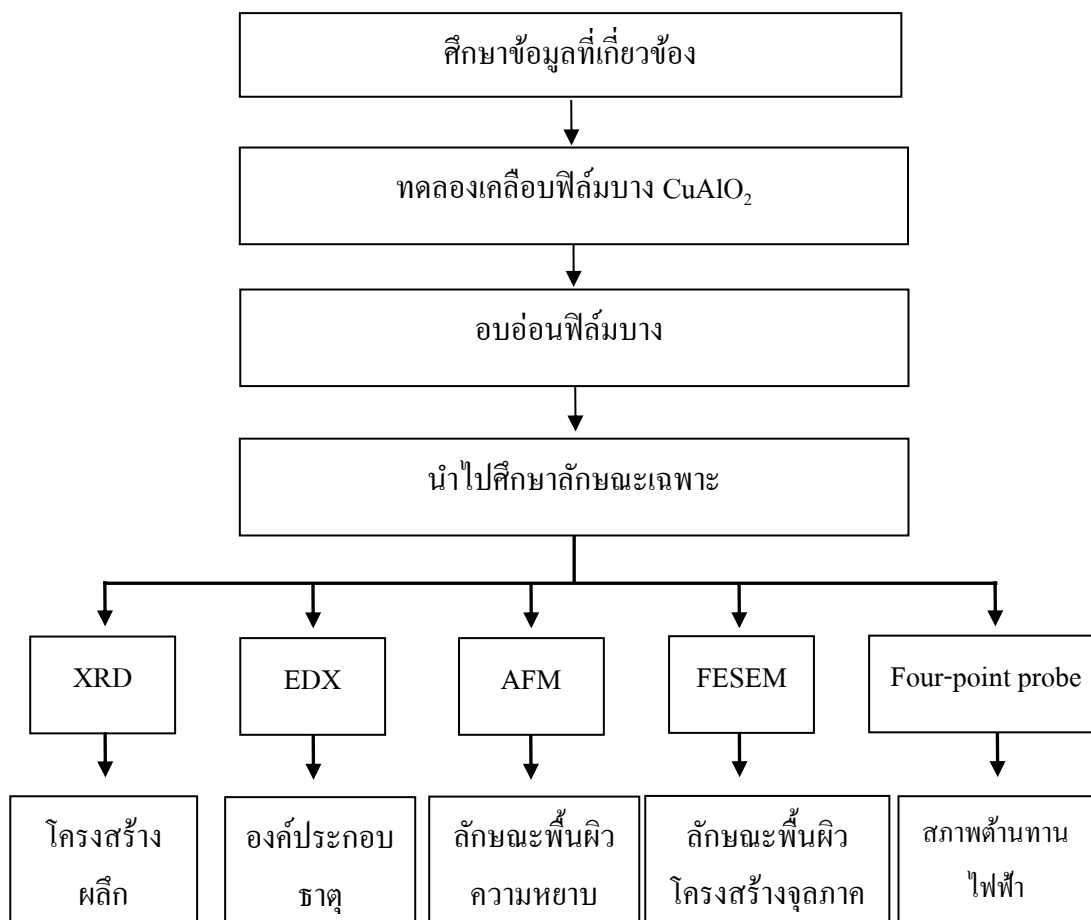 ศึกษาข้อมูลที่เกี่ยวข้อง
ทดลองเคลือบฟิล์มบาง CuAlO₂
อบอ่อนฟิล์มบาง
นำไปศึกษาลักษณะเฉพาะ
XRD
EDX
AFM
FESEM
Four-point probe
โครงสร้าง
ผลึก
องค์ประกอบ
ธาตุ
ลักษณะพื้นผิว
ความหยาบ
ลักษณะพื้นผิว
โครงสร้างจุลภาค
สภาพต้านทาน
ไฟฟ้า